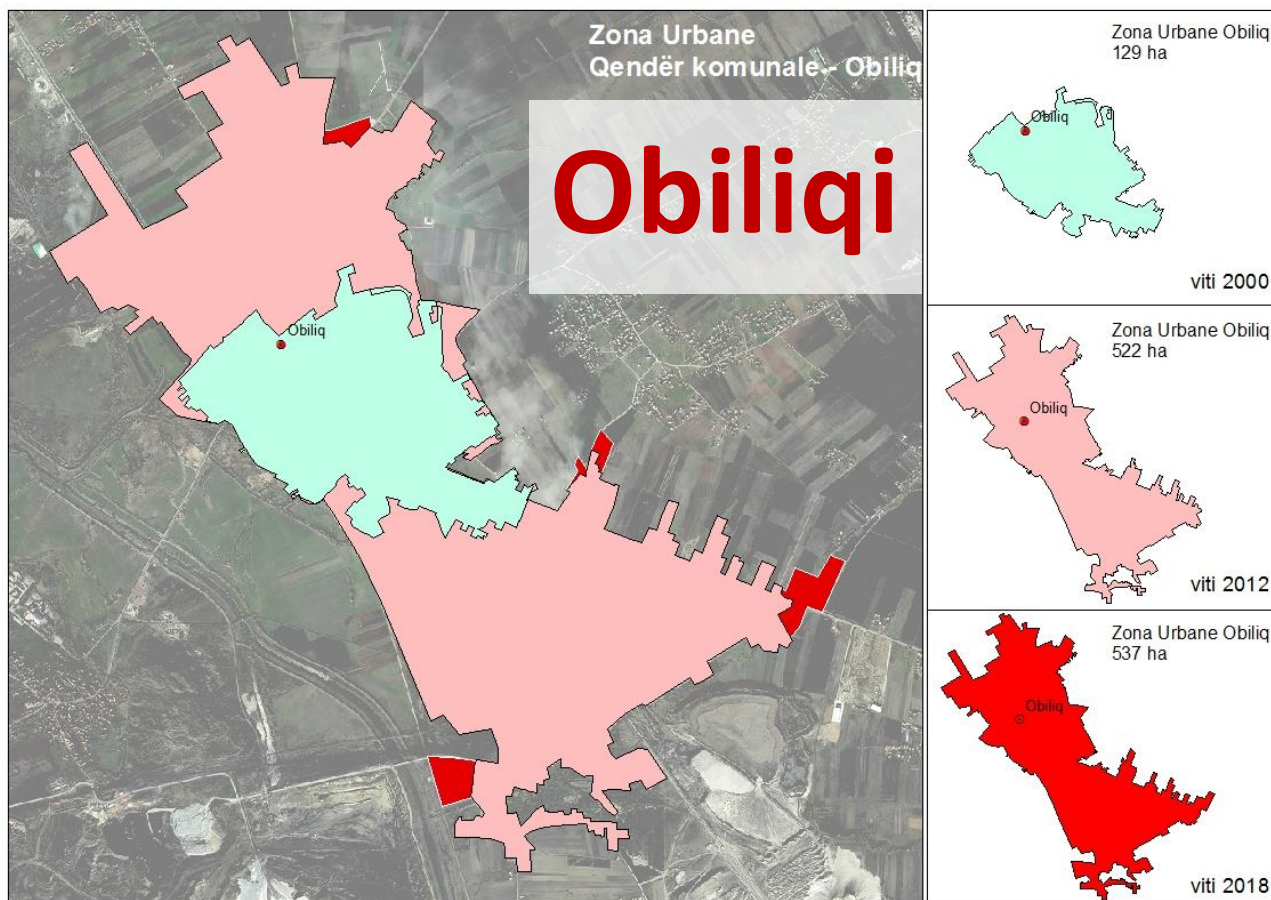 Zona Urbane
Qendër komunale - Obiliq
Obiliqi
Obiliq
Zona Urbane Obiliq
129 ha
Obiliq
viti 2000
Zona Urbane Obiliq
522 ha
Obiliq
viti 2012
Zona Urbane Obiliq
537 ha
Obiliq
viti 2018